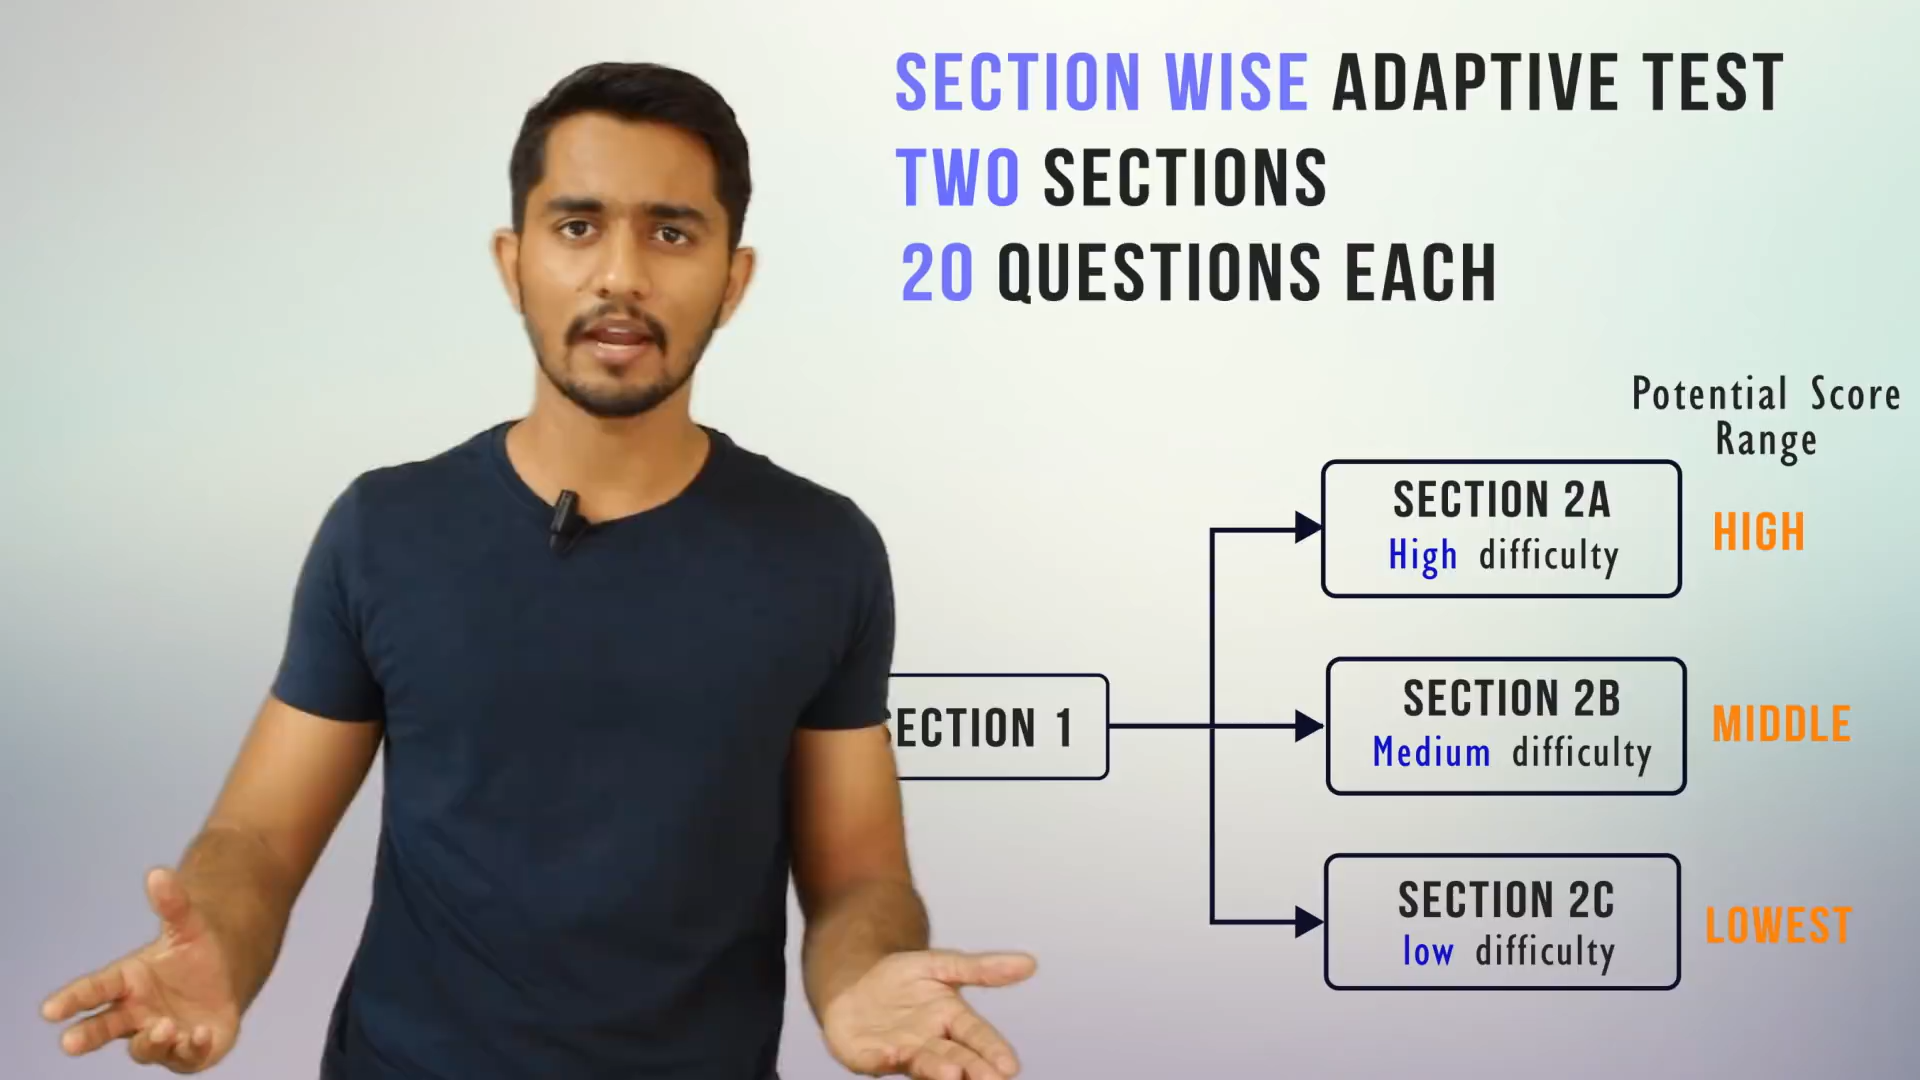 SECTION WISE ADAPTIVE TEST
TWO SECTIONS
20 QUESTIONS EACH
Potential Score
Range
SECTION 2A
High difficulty
HIGH
SECTION 1
SECTION 2B
Medium difficulty
MIDDLE
SECTION 2C
low difficulty
LOWEST